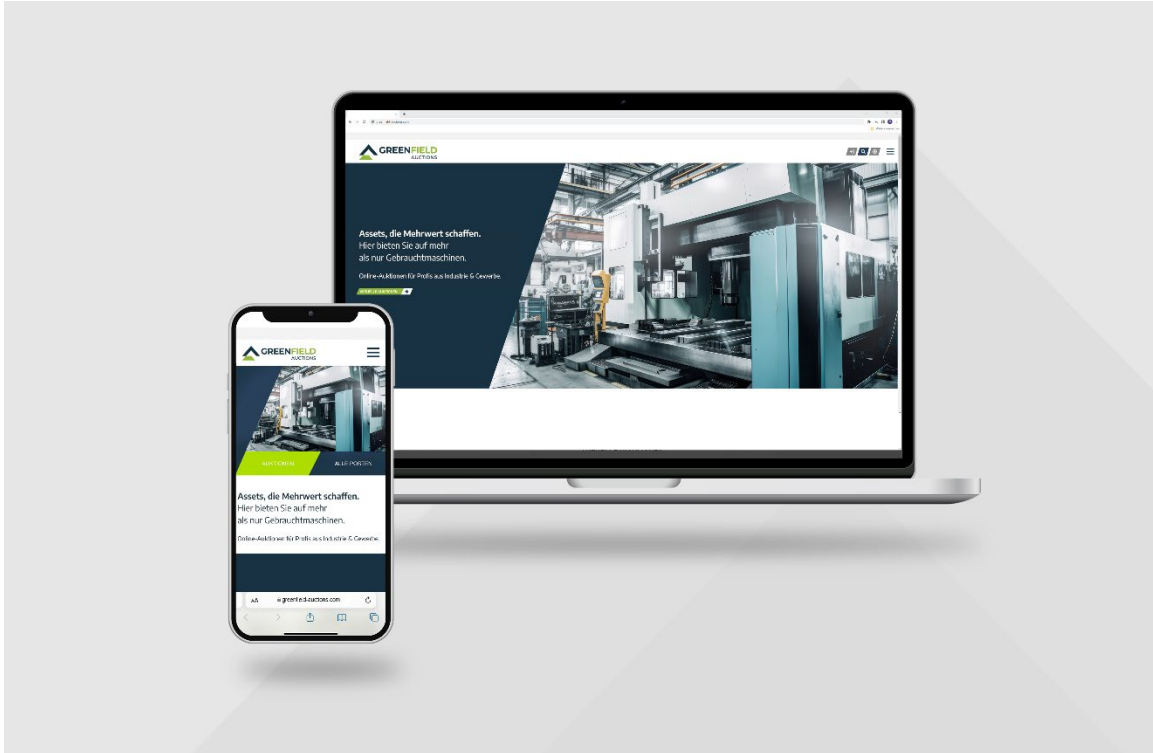 GREENFIELD
AUCTIONS
Assets, die Mehrwert schaffen.
Hier bieten Sie auf mehr
als nur Gebrauchtmaschinen.
Online-Auktionen für Profis aus Industrie & Gewerbe.
GREENFIELD
AUCTIONS
AUKTIONEN
ALLE POSTEN
Assets, die Mehrwert schaffen.
Hier bieten Sie auf mehr
als nur Gebrauchtmaschinen.
Online-Auktionen für Profis aus Industrie & Gewerbe.
AA greenfield-auctions.com